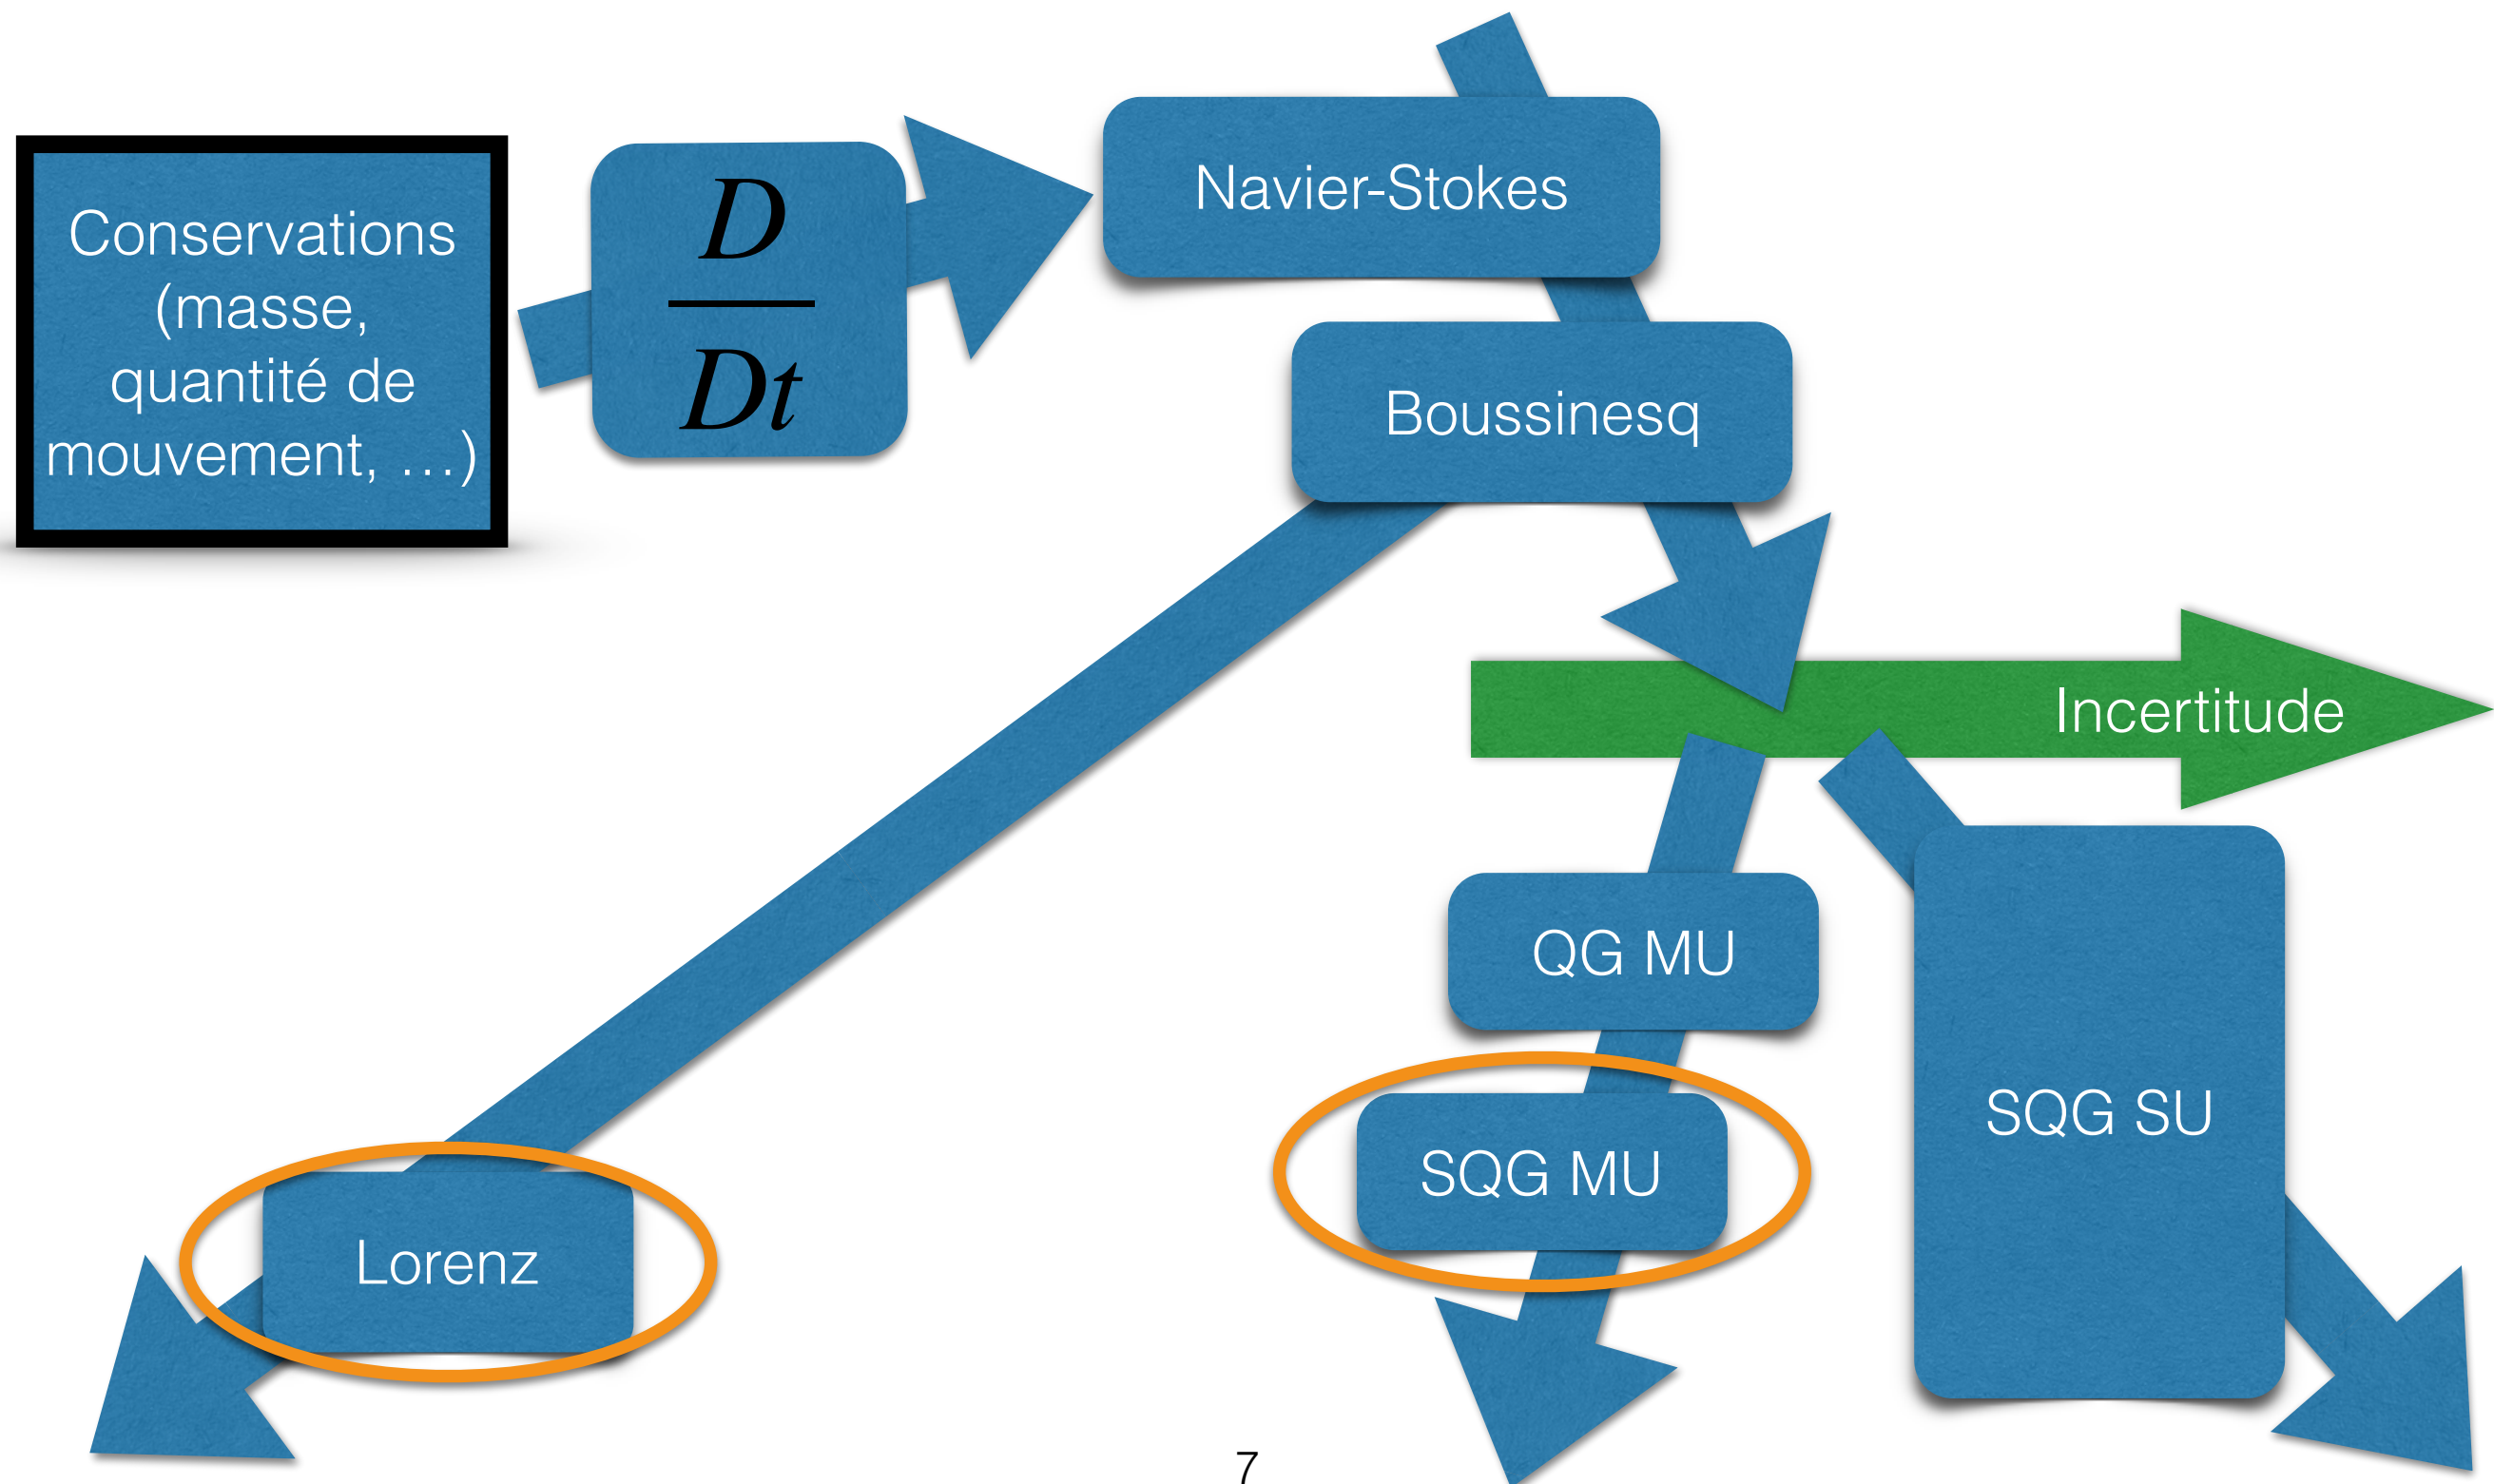 Conservations
(masse,
quantité de
mouvement, …)
D
Dt
Navier-Stokes
Boussinesq
Incertitude
QG MU
SQG MU
SQG SU
Lorenz
7